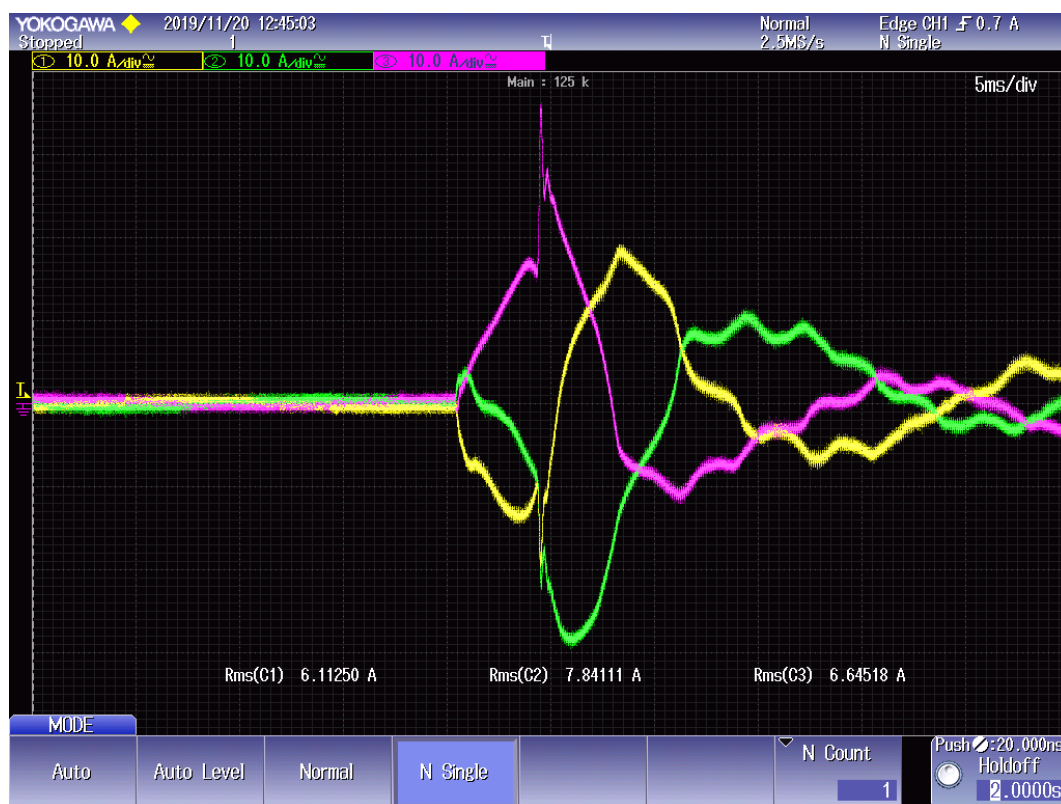 YOKOGAWA 2019/11/20 12:45:03 Normal Edge CH1 0.7 A
Stopped 1 2.5MS/s N Single
1 10.0 A/div 2 10.0 A/div 3 10.0 A/div
Main : 125 k
5ms/div
T
Rms(C1) 6.11250 A Rms(C2) 7.84111 A Rms(C3) 6.64518 A
MODE
Auto Auto Level Normal N Single N Count 1
Push :20.000ns
Holdoff
2.0000s